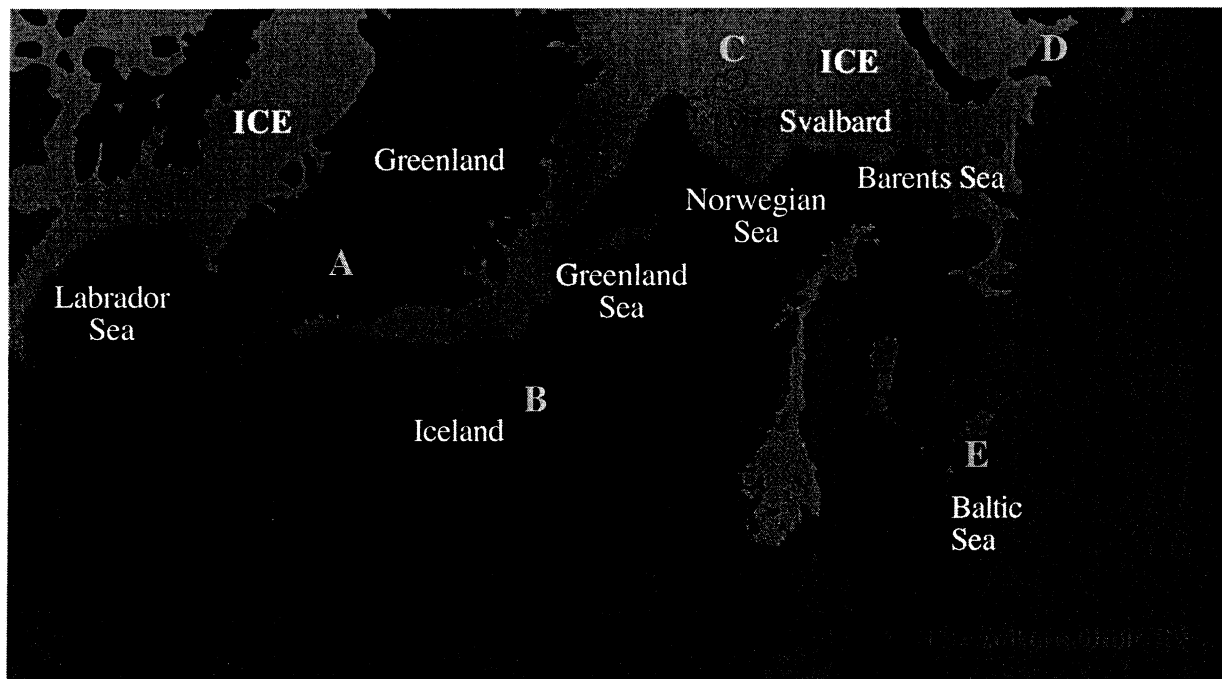 C
D
ICE
ICE
Svalbard
Greenland
Barents Sea
Norwegian
Sea
A
Greenland
Sea
Labrador
Sea
B
Iceland
E
Baltic
Sea